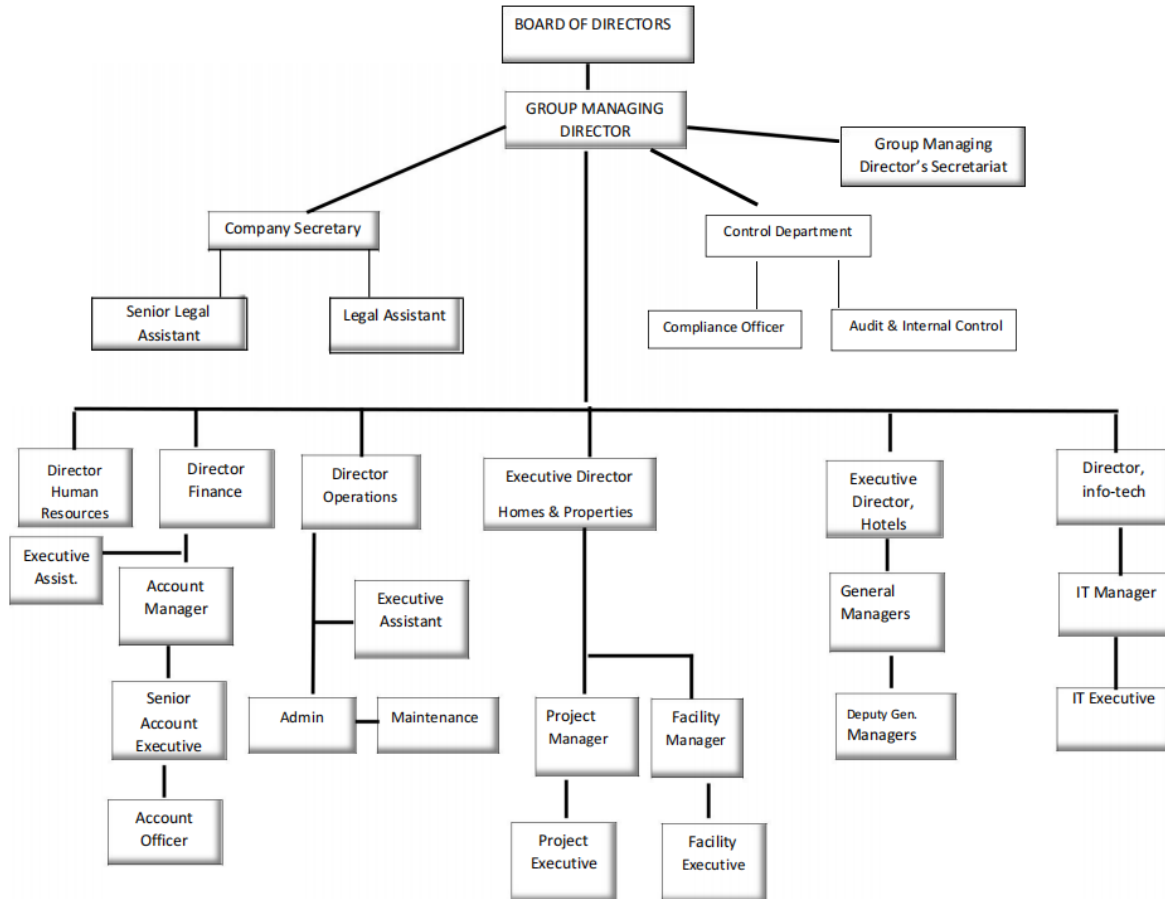 BOARD OF DIRECTORS
GROUP MANAGING
DIRECTOR
Group Managing
Director’s Secretariat
Company Secretary
Control Department
Senior Legal
Assistant
Legal Assistant
Compliance Officer
Audit & Internal Control
Director
Human
Resources
Director
Finance
Director
Operations
Executive Director
Homes & Properties
Executive
Director,
Hotels
Director,
info-tech
Executive
Assist.
Account
Manager
Executive
Assistant
General
Managers
IT Manager
Senior
Account
Executive
Admin
Maintenance
Project
Manager
Facility
Manager
Deputy Gen.
Managers
IT Executive
Account
Officer
Project
Executive
Facility
Executive